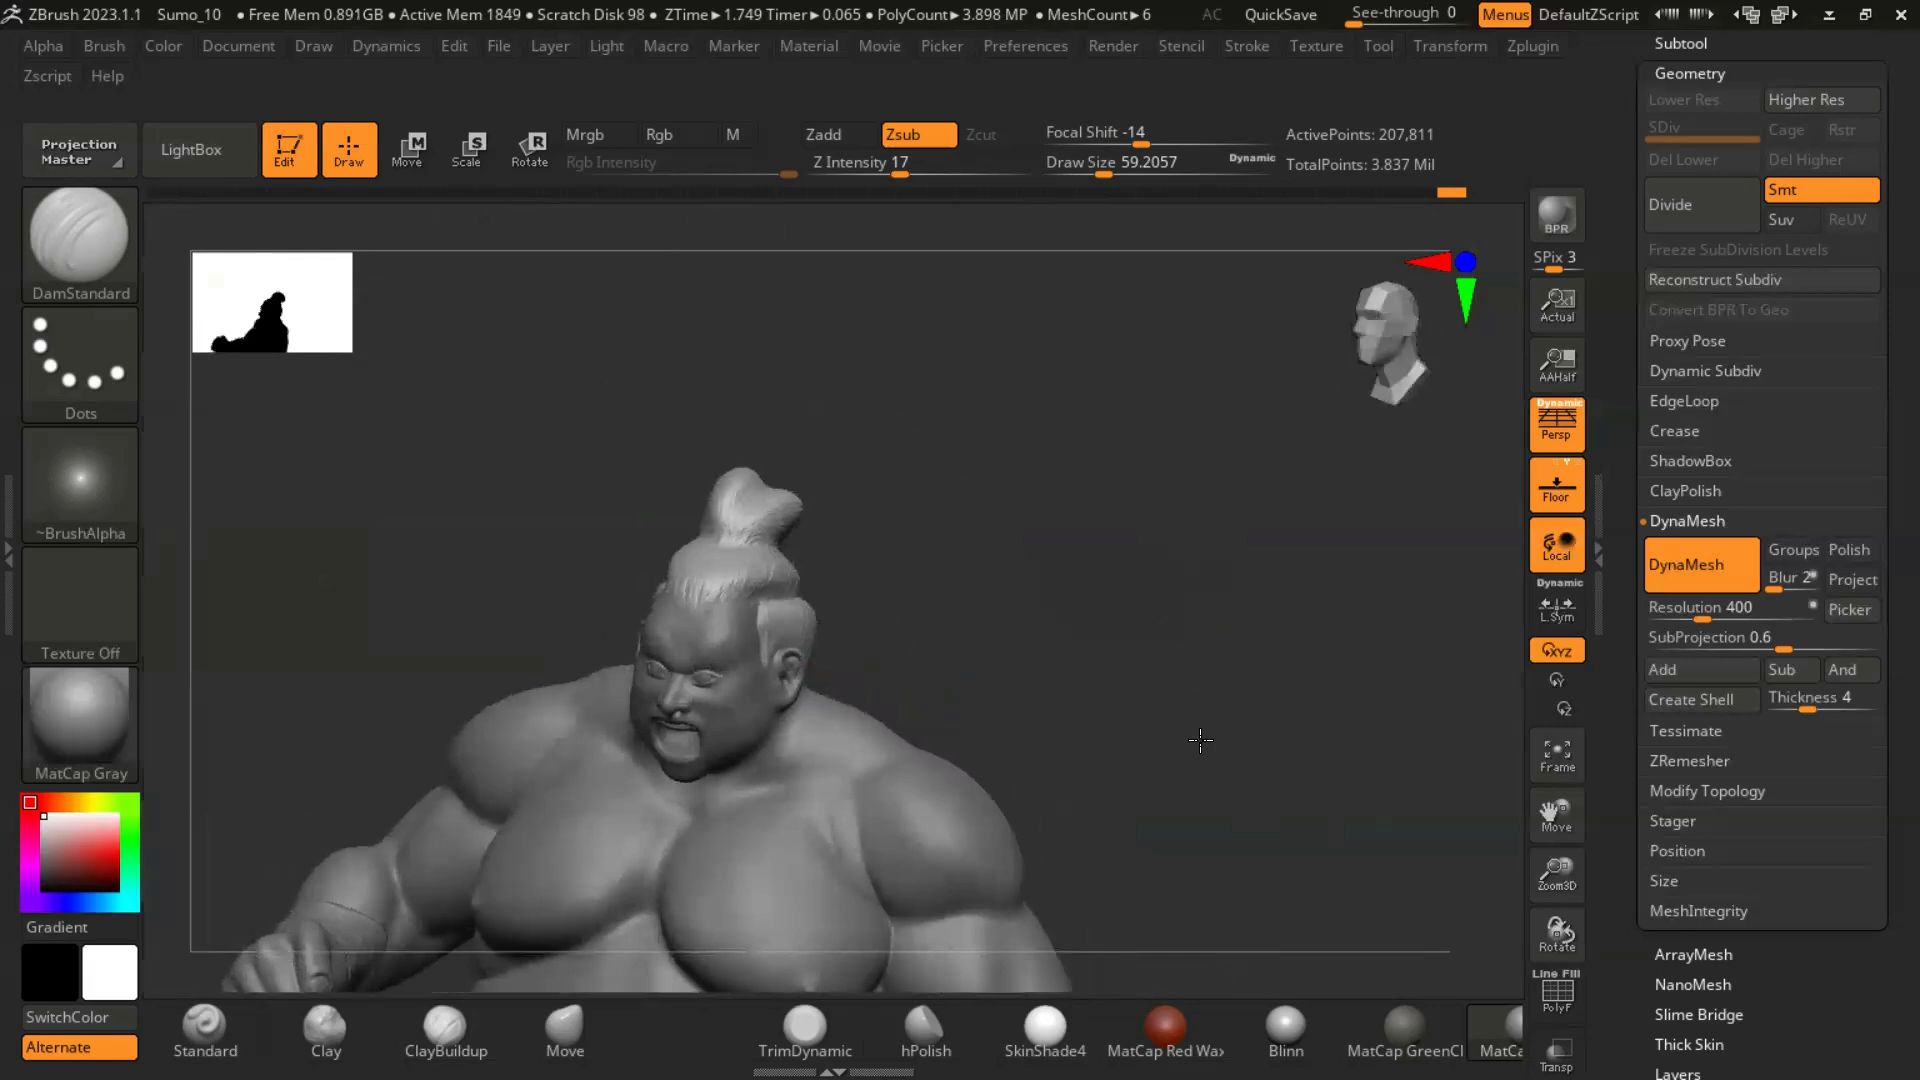 ZBrush 2023.1.1 Sumo_10 • Free Mem 0.891GB • Active Mem 1849 • Scratch Disk 98 • ZTime►1.749 Timer►0.065 • PolyCount►3.898 MP • MeshCount►6 AC QuickSave See-through 0 Menus DefaultZScript
Alpha Brush Color Document Draw Dynamics Edit File Layer Light Macro Marker Material Movie Picker Preferences Render Stencil Stroke Texture Tool Transform Zplugin
Zscript Help
Projection Master
LightBox
Edit
Draw
Move
Scale
Rotate
Mrgb Rgb M
Rgb Intensity
Zadd Zsub Zcut
Z Intensity 17
Focal Shift -14
Draw Size 59.2057 Dynamic
ActivePoints: 207,811
TotalPoints: 3.837 Mil
DamStandard
Dots
~BrushAlpha
Texture Off
MatCap Gray
Gradient
SwitchColor
Alternate
BPR
SPix 3
Actual
AAHalf
Dynamic
Persp
Floor
Local
Dynamic
L.Sym
XYZ
Y
Z
Frame
Move
Zoom3D
Rotate
Line Fill
PolyF
Transp
Subtool
Geometry
Lower Res Higher Res
SDiv Cage Rstr
Del Lower Del Higher
Divide Smt
Suv ReUV
Freeze SubDivision Levels
Reconstruct Subdiv
Convert BPR To Geo
Proxy Pose
Dynamic Subdiv
EdgeLoop
Crease
ShadowBox
ClayPolish
DynaMesh
DynaMesh Groups Polish
Blur 2 Project
Resolution 400 Picker
SubProjection 0.6
Add Sub And
Create Shell Thickness 4
Tessimate
ZRemesher
Modify Topology
Stager
Position
Size
MeshIntegrity
ArrayMesh
NanoMesh
Slime Bridge
Thick Skin
Layers
Standard Clay ClayBuildup Move TrimDynamic hPolish SkinShade4 MatCap Red Wax Blinn MatCap GreenCl MatCa